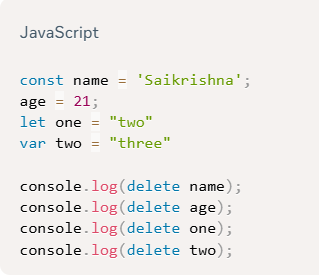 JavaScript
const name = 'Saikrishna';
age = 21;
let one = "two"
var two = "three"
console.log(delete name);
console.log(delete age);
console.log(delete one);
console.log(delete two);